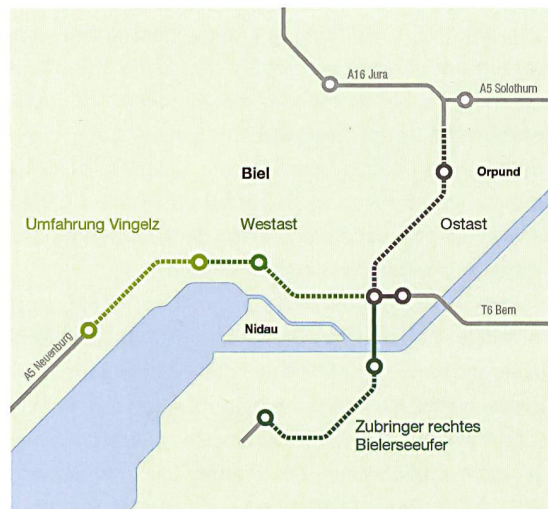 A16 Jura
A5 Solothurn
Biel
Orpund
Umfahrung Vingelz
Westast
Ostast
T6 Bern
Nidau
A5 Neuenburg
Zubringer rechtes
Bielerseeufer